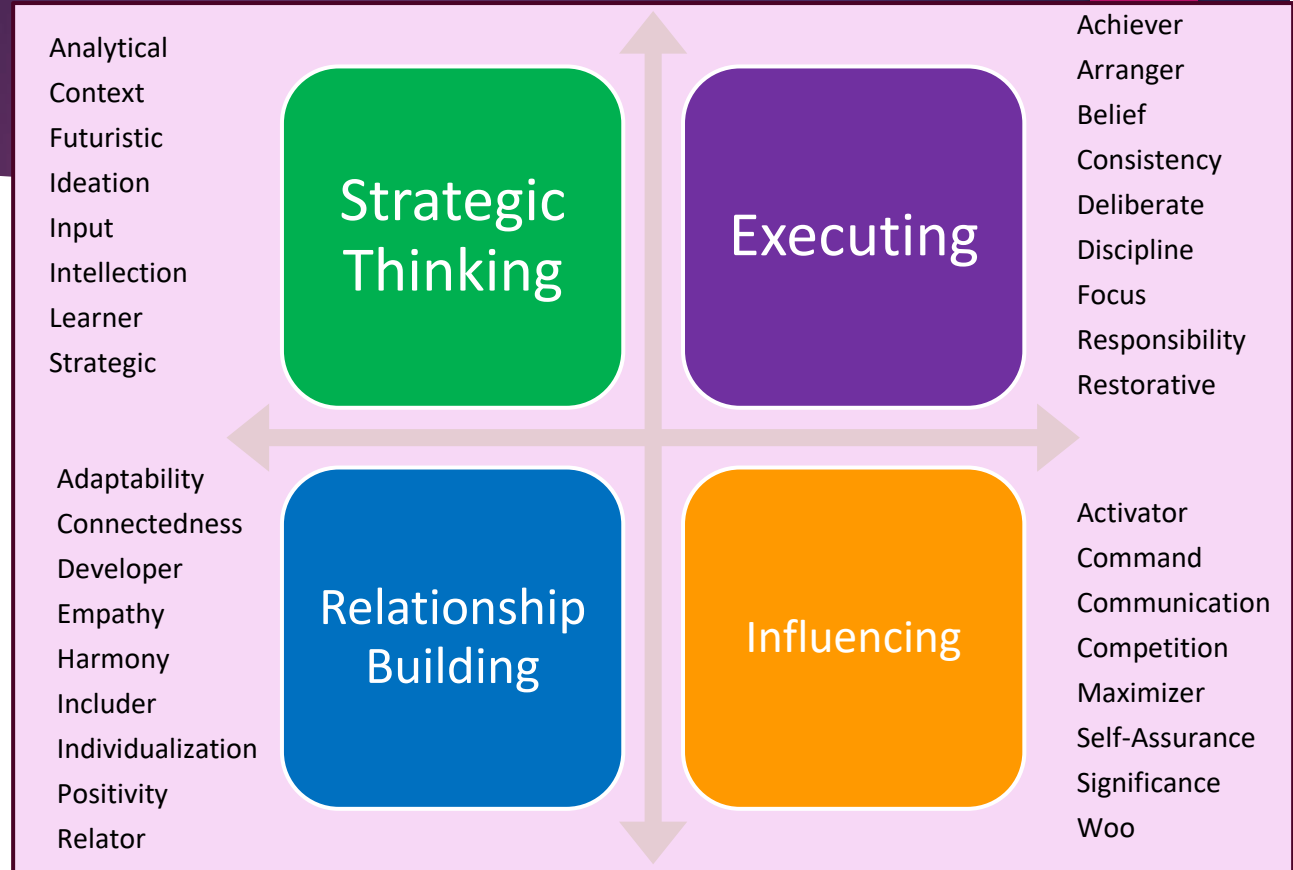 Analytical
Context
Futuristic
Ideation
Input
Intellection
Learner
Strategic
Strategic
Thinking
Executing
Achiever
Arranger
Belief
Consistency
Deliberate
Discipline
Focus
Responsibility
Restorative
Adaptability
Connectedness
Developer
Empathy
Harmony
Includer
Individualization
Positivity
Relator
Relationship
Building
Influencing
Activator
Command
Communication
Competition
Maximizer
Self-Assurance
Significance
Woo